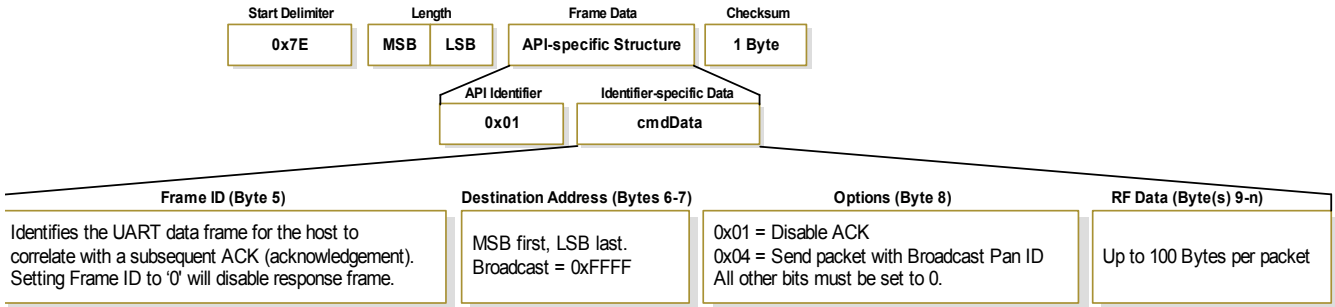 Start Delimiter Length Frame Data Checksum
0x7E MSB LSB API-specific Structure 1 Byte
API Identifier Identifier-specific Data
0x01 cmdData
Frame ID (Byte 5)
Identifies the UART data frame for the host to
correlate with a subsequent ACK (acknowledgement).
Setting Frame ID to ‘0' will disable response frame.
Destination Address (Bytes 6-7)
MSB first, LSB last.
Broadcast = 0xFFFF
Options (Byte 8)
0x01 = Disable ACK
0x04 = Send packet with Broadcast Pan ID
All other bits must be set to 0.
RF Data (Byte(s) 9-n)
Up to 100 Bytes per packet